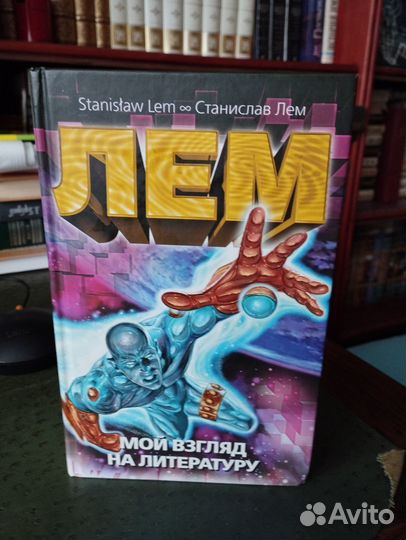 Stanisław Lem ∞ Станислав Лем
ЛЕМ
МОЙ ВЗГЛЯД
НА ЛИТЕРАТУРУ
Avito